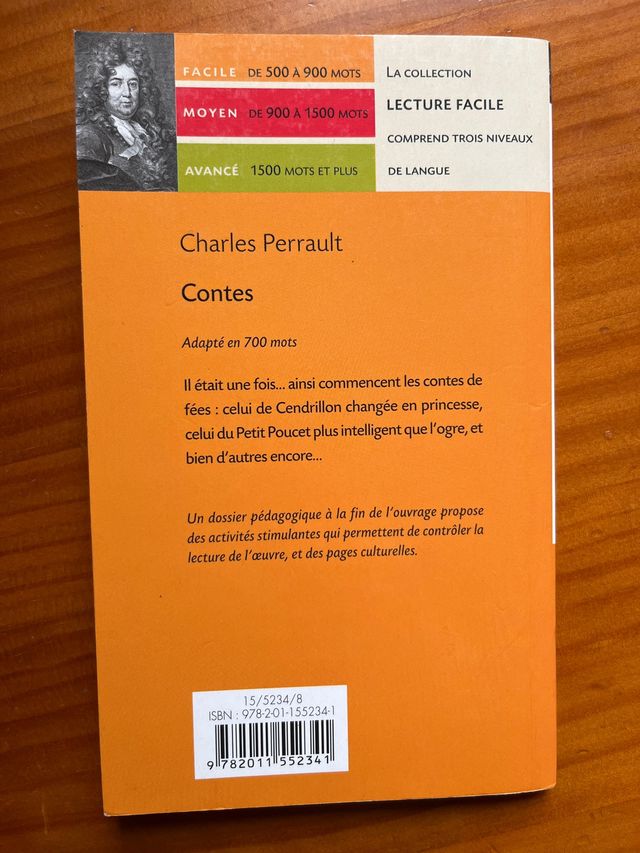 FACILE DE 500 À 900 MOTS
MOYEN DE 900 À 1500 MOTS
AVANCÉ 1500 MOTS ET PLUS
LA COLLECTION
LECTURE FACILE
COMPREND TROIS NIVEAUX
DE LANGUE
Charles Perrault
Contes
Adapté en 700 mots
Il était une fois... ainsi commencent les contes de
fées : celui de Cendrillon changée en princesse,
celui du Petit Poucet plus intelligent que l'ogre, et
bien d'autres encore...
Un dossier pédagogique à la fin de l'ouvrage propose
des activités stimulantes qui permettent de contrôler la
lecture de l'œuvre, et des pages culturelles.
15/5234/8
ISBN : 978-2-01-155234-1
9 782011 552341